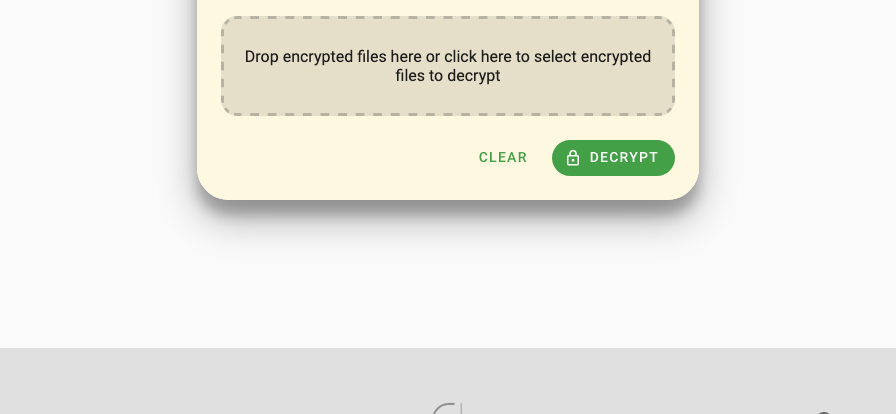 Drop encrypted files here or click here to select encrypted
files to decrypt
CLEAR
DECRYPT